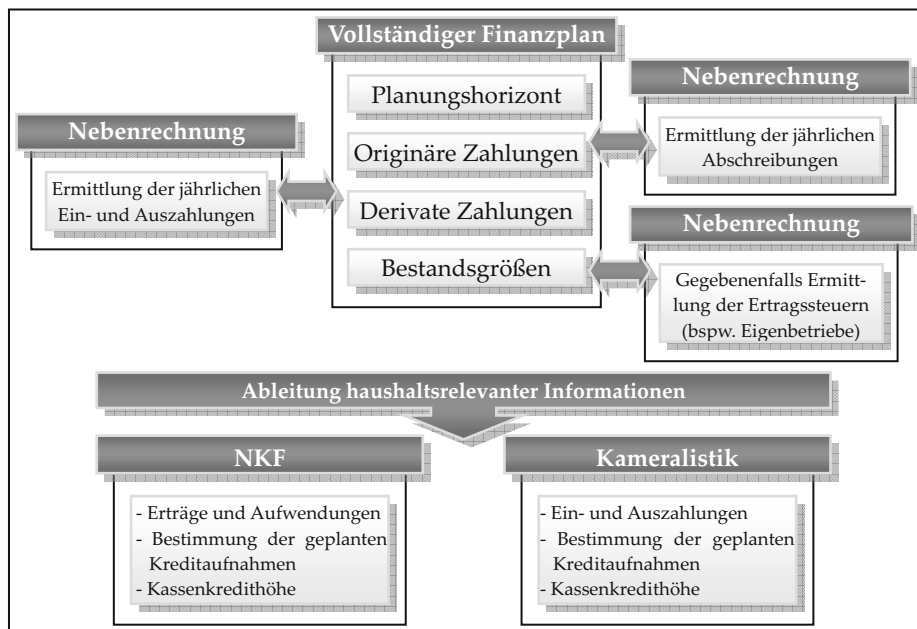 Vollständiger Finanzplan
Planungshorizont
Originäre Zahlungen
Derivate Zahlungen
Bestandsgrößen
Nebenrechnung
Ermittlung der jährlichen
Ein- und Auszahlungen
Nebenrechnung
Ermittlung der jährlichen
Abschreibungen
Nebenrechnung
Gegebenenfalls Ermitt-
lung der Ertragssteuern
(bspw. Eigenbetriebe)
Ableitung haushaltsrelevanter Informationen
NKF
- Erträge und Aufwendungen
- Bestimmung der geplanten
Kreditaufnahmen
- Kassenkredithöhe
Kameralistik
- Ein- und Auszahlungen
- Bestimmung der geplanten
Kreditaufnahmen
- Kassenkredithöhe